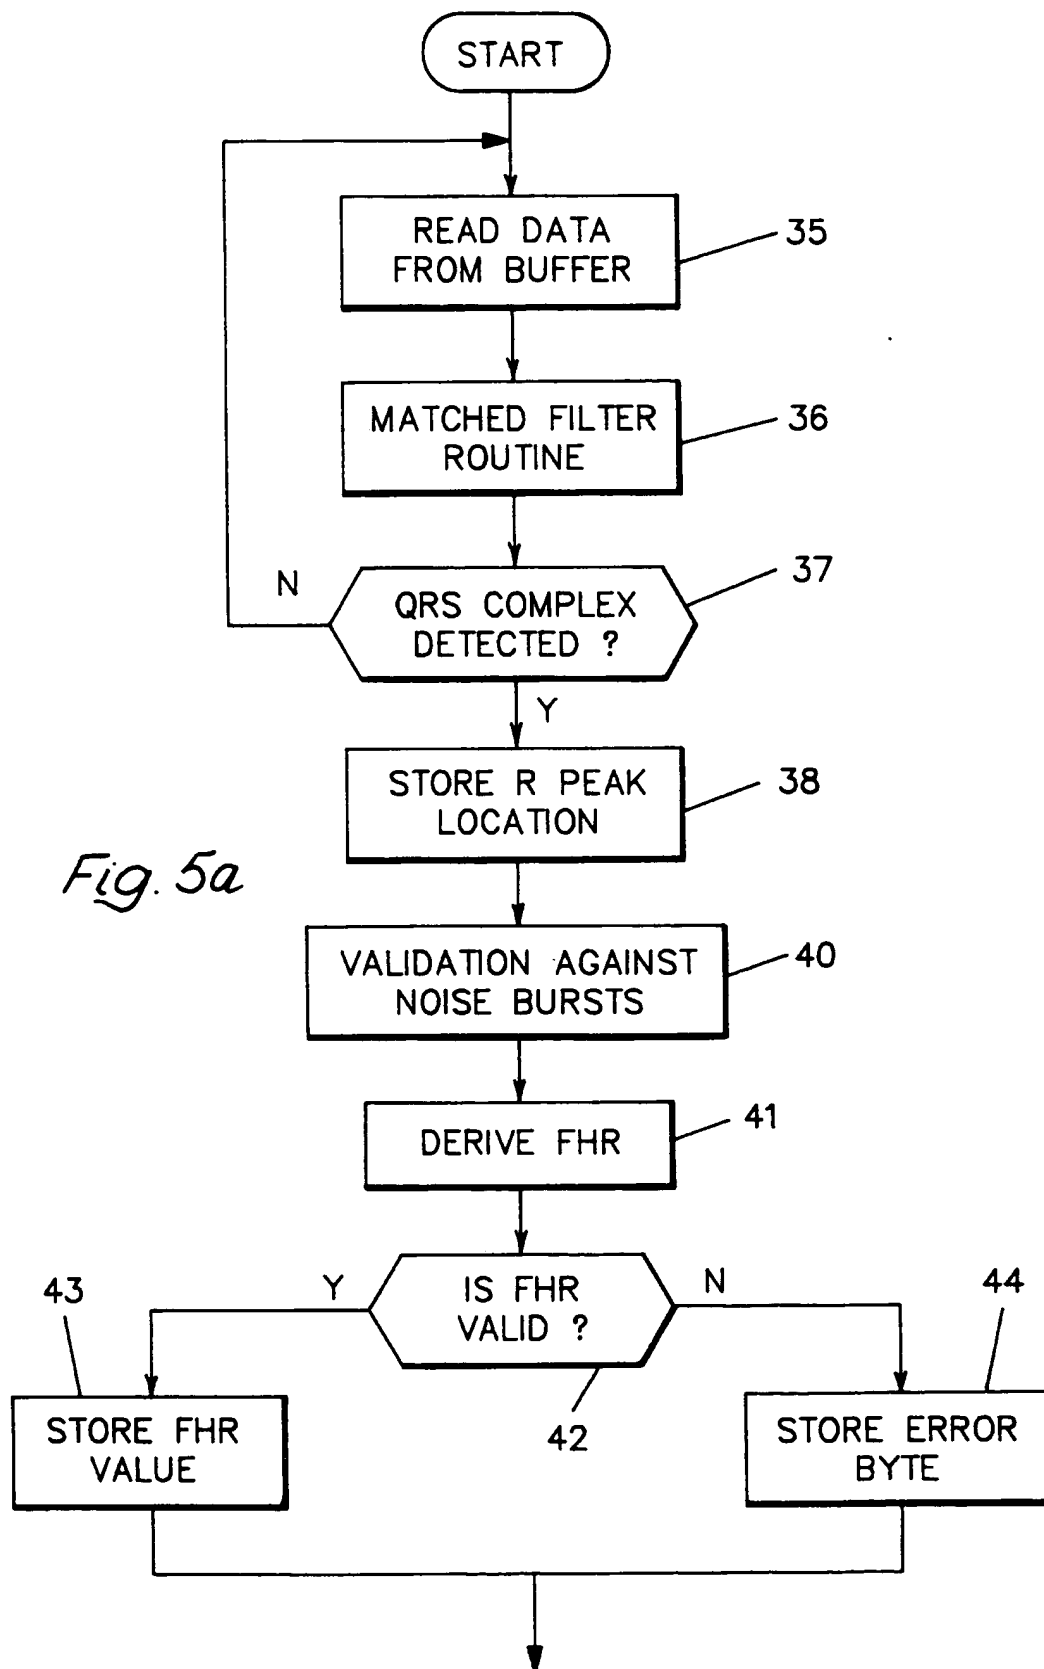 START
READ DATA
FROM BUFFER
35
MATCHED FILTER
ROUTINE
36
N
QRS COMPLEX
DETECTED ?
37
Y
STORE R PEAK
LOCATION
38
Fig. 5a
VALIDATION AGAINST
NOISE BURSTS
40
DERIVE FHR
41
43
Y
IS FHR
VALID ?
N
44
42
STORE FHR
VALUE
STORE ERROR
BYTE